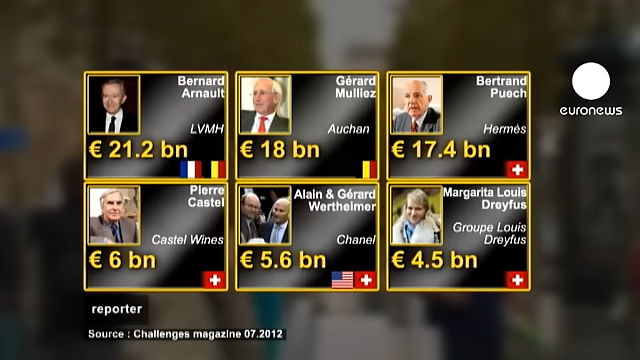 Bernard
Arnault
LVMH
€ 21.2 bn
Gérard
Mulliez
Auchan
€ 18 bn
Bertrand
Puech
Hermès
€ 17.4 bn
Pierre
Castel
Castel Wines
€ 6 bn
Alain & Gérard
Wertheimer
Chanel
€ 5.6 bn
Margarita Louis
Dreyfus
Groupe Louis
Dreyfus
€ 4.5 bn
euronews
reporter
Source : Challenges magazine 07.2012